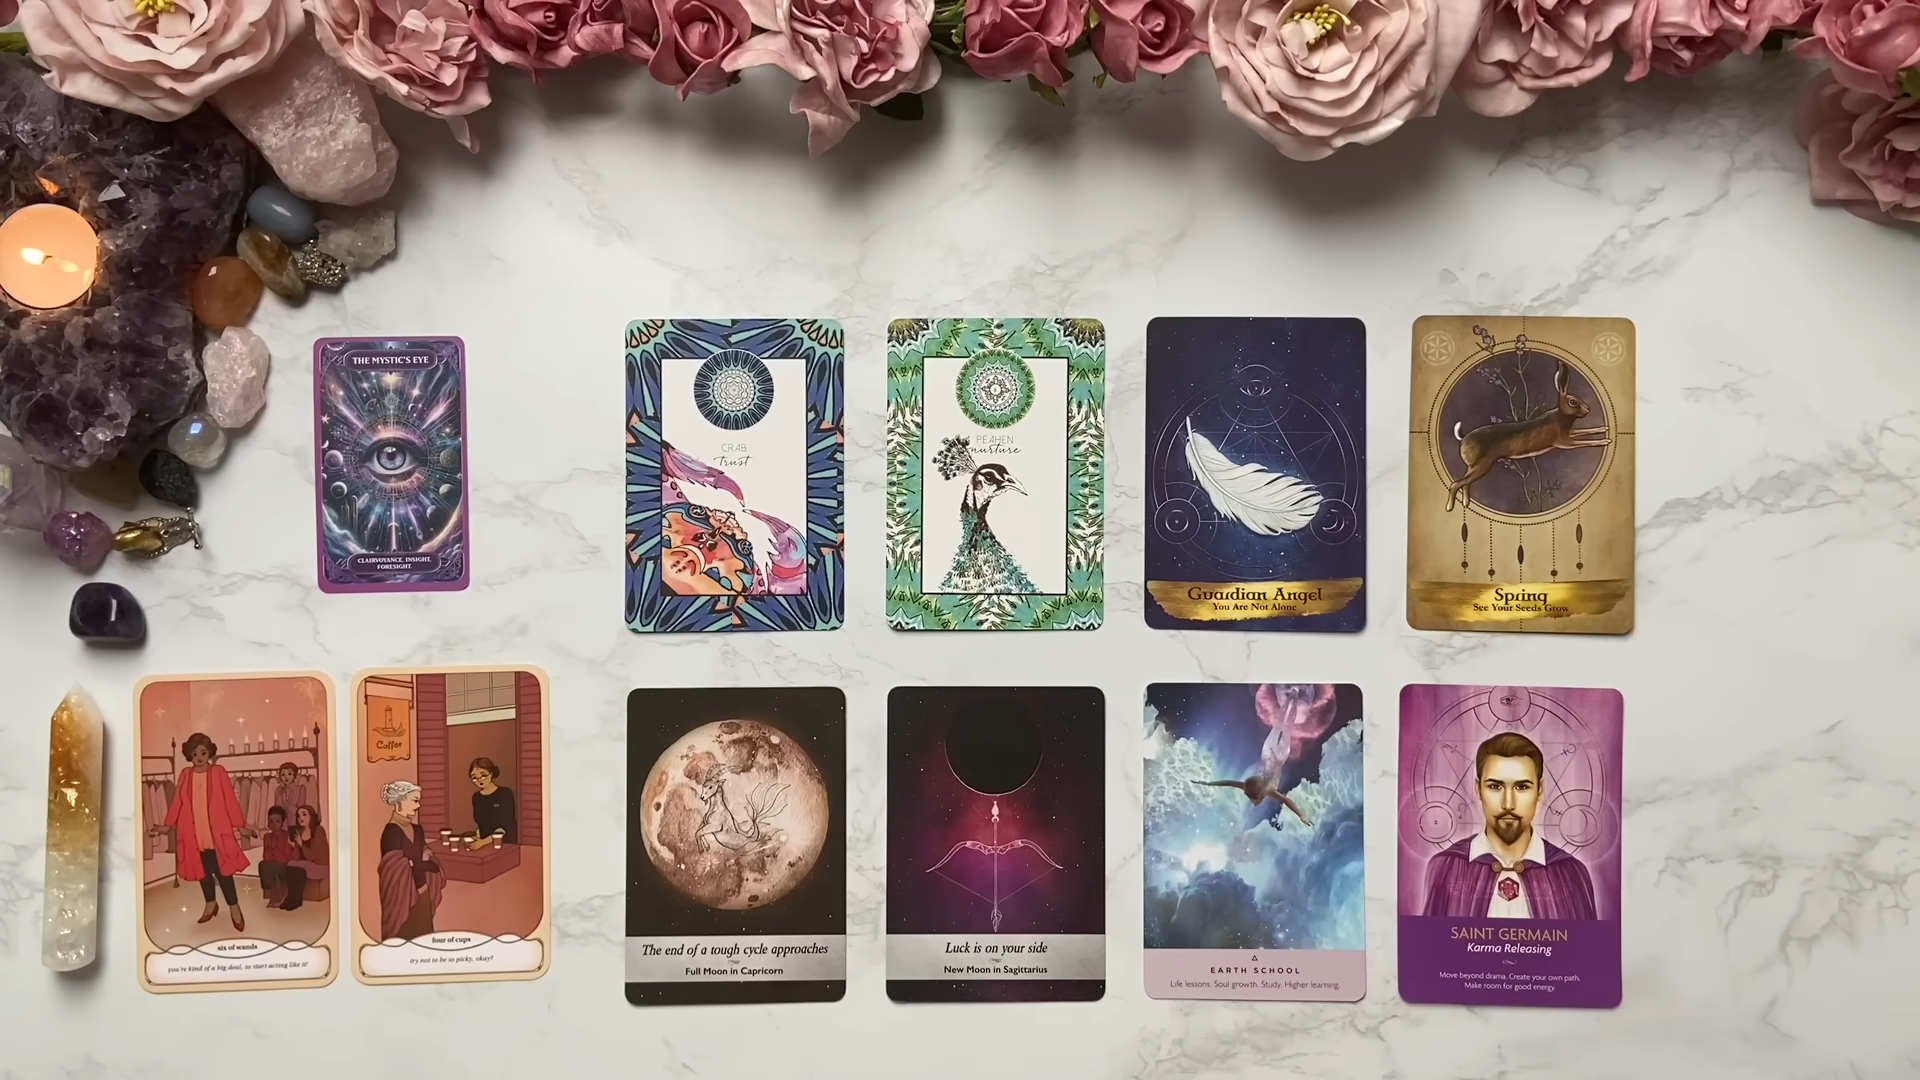 THE MYSTIC'S EYE
CLAIRVOYANCE, INSIGHT,
FORESIGHT.
CRAB
trust
PEAHEN
nurture
Guardian Angel
You Are Not Alone
Spring
See Your Seeds Grow
Coffee
six of wands
you're kind of a big deal, so start acting like it!
four of cups
try not to be so picky, okay?
The end of a tough cycle approaches
Full Moon in Capricorn
Luck is on your side
New Moon in Sagittarius
EARTH SCHOOL
Life lessons. Soul growth. Study. Higher learning.
SAINT GERMAIN
Karma Releasing
Move beyond drama. Create your own path.
Make room for good energy.